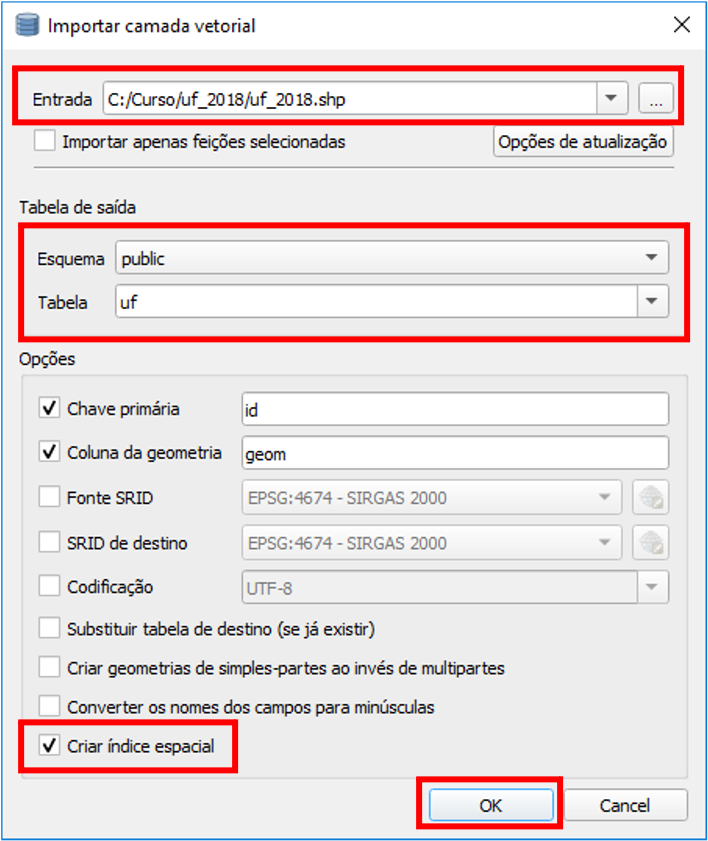 Importar camada vetorial
Entrada C:/Curso/uf_2018/uf_2018.shp ...
Importar apenas feições selecionadas Opções de atualização
Tabela de saída
Esquema public
Tabela uf
Opções
Chave primária id
Coluna da geometria geom
Fonte SRID EPSG:4674 - SIRGAS 2000
SRID de destino EPSG:4674 - SIRGAS 2000
Codificação UTF-8
Substituir tabela de destino (se já existir)
Criar geometrias de simples-partes ao invés de multipartes
Converter os nomes dos campos para minúsculas
Criar índice espacial
OK Cancel